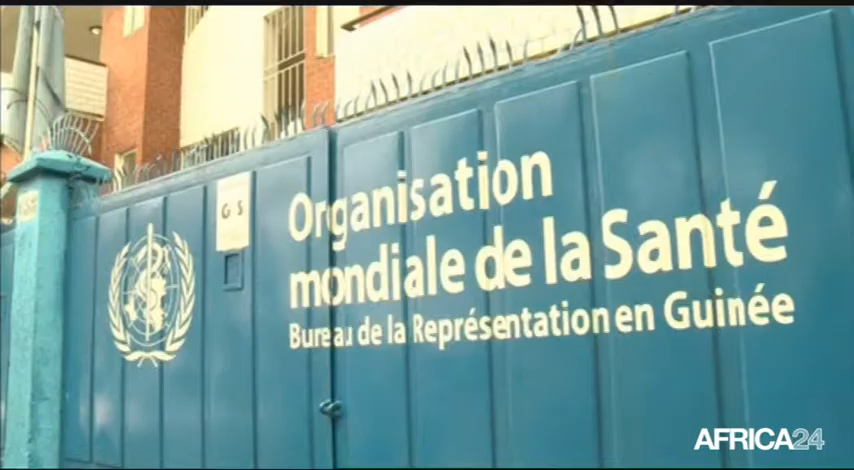 G S
Organisation
mondiale de la Santé
Bureau de la Représentation en Guinée
AFRICA24